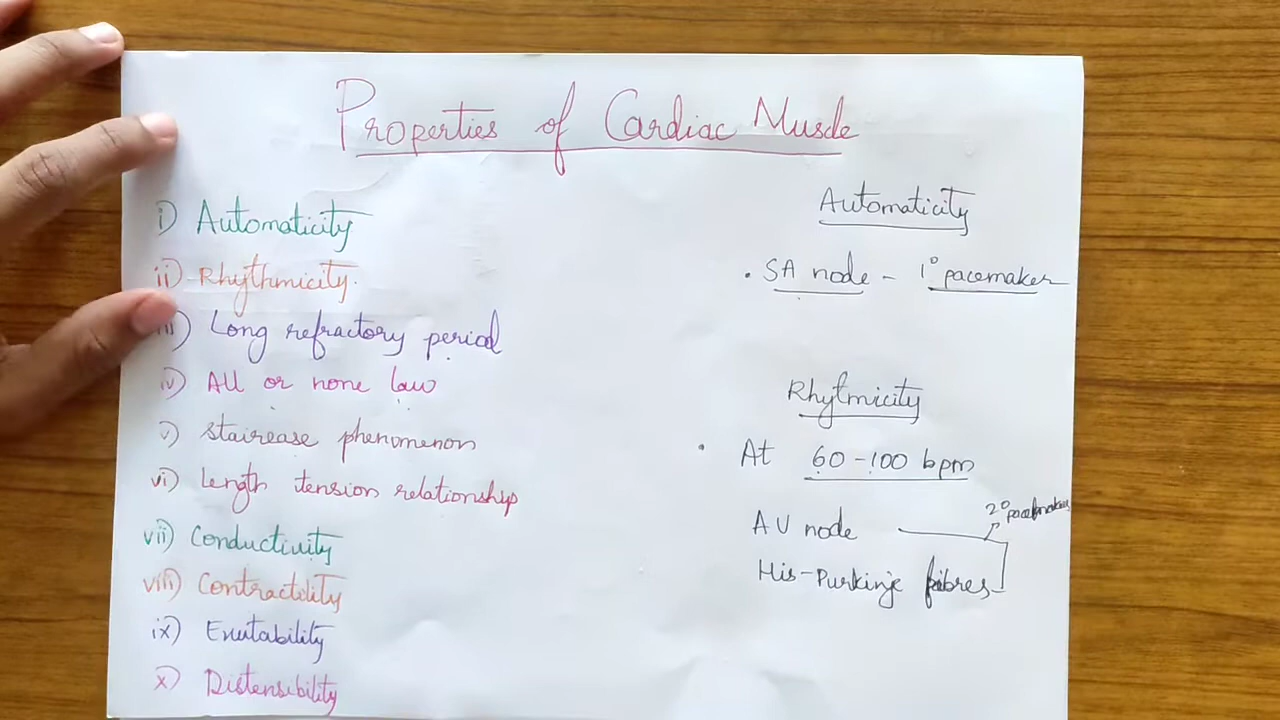 Properties of Cardiac Muscle
i) Automaticity
ii) Rhythmicity.
iii) Long refractory period
iv) All or none law
v) staircase phenomenon
vi) Length tension relationship
vii) Conductivity
viii) Contractility
ix) Excitability
x) Distensibility
Automaticity
• SA node - 1° pacemaker
Rhytmicity
• At 60-100 bpm
2° pacemakers
AV node
His-Purkinje fibres